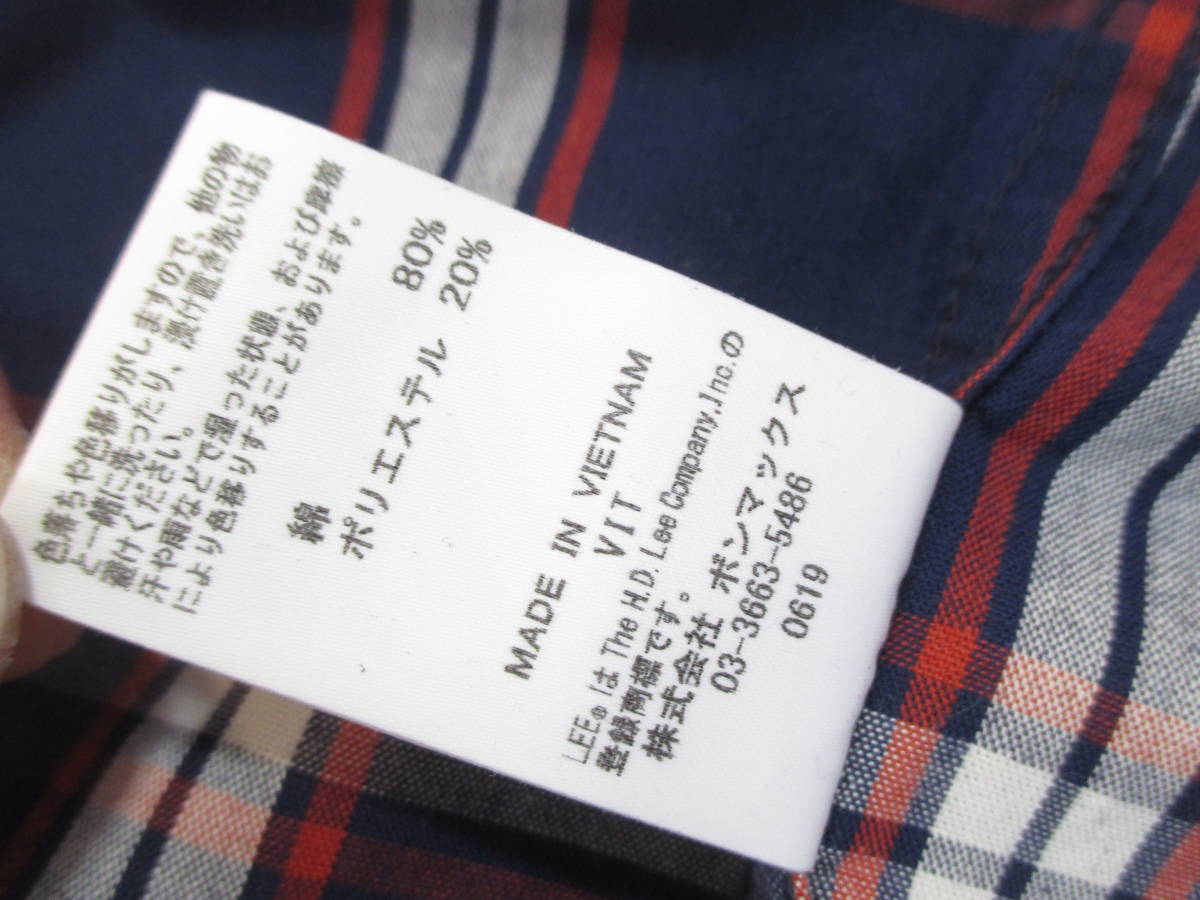 色落ちや色移りがしますので、他の物
と一緒に洗ったり、漬け置き洗いはお
避けください。
汗や雨などで湿った状態、および摩擦
により色移りすることがあります。
綿 80%
ポリエステル 20%
MADE IN VIETNAM
VIT
LEE®は The H.D. Lee Company,Inc.の
登録商標です。
株式会社 ボンマックス
03-3663-5486
0619